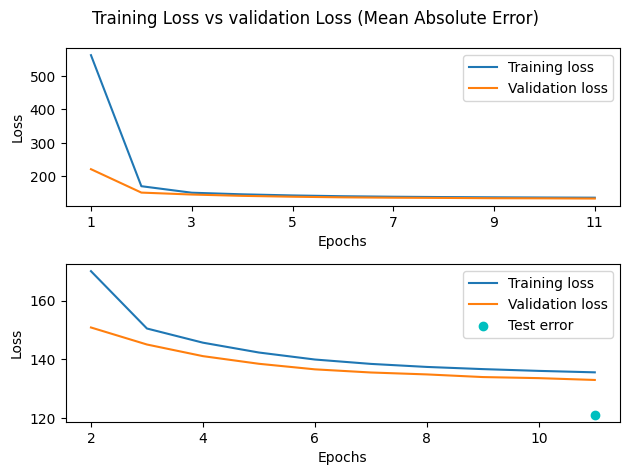 Training Loss vs validation Loss (Mean Absolute Error)
500
400
300
200
Loss
Training loss
Validation loss
1 3 5 7 9 11
Epochs
160
140
120
Loss
Training loss
Validation loss
Test error
2 4 6 8 10
Epochs